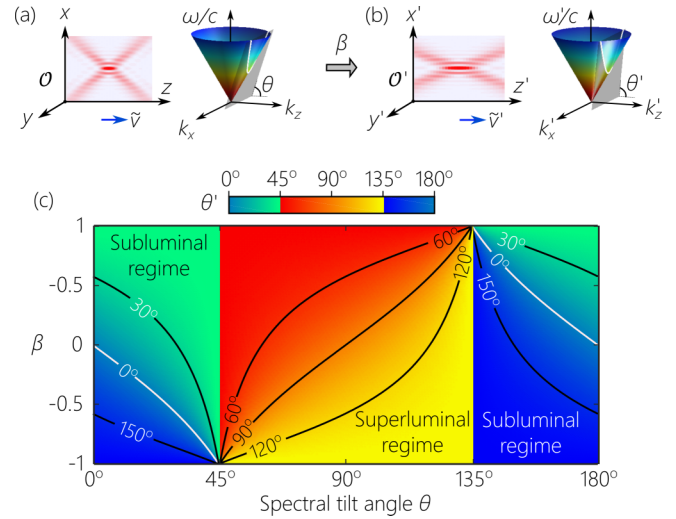 (a)
x
O
y
z
ṽ
ω/c
θ
k_x
k_z
β
(b)
x'
O'
y'
z'
ṽ'
ω'/c
θ'
k'_x
k'_z
(c)
θ'
0° 45° 90° 135° 180°
1
-0.5
0
-0.5
-1
β
Subluminal
regime
30°
0°
150°
60°
120°
60°
90°
120°
Superluminal
regime
30°
0°
150°
Subluminal
regime
0° 45° 90° 135° 180°
Spectral tilt angle θ